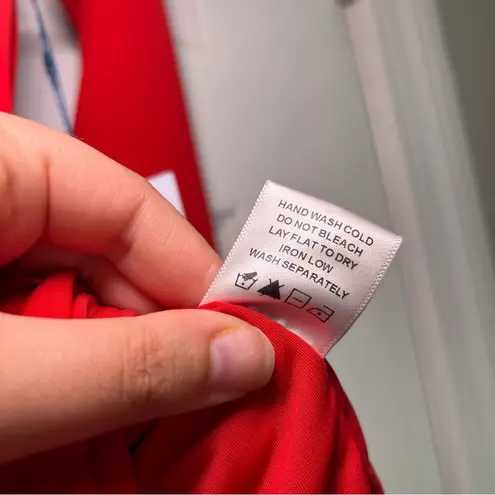 HAND WASH COLD
DO NOT BLEACH
LAY FLAT TO DRY
IRON LOW
WASH SEPARATELY